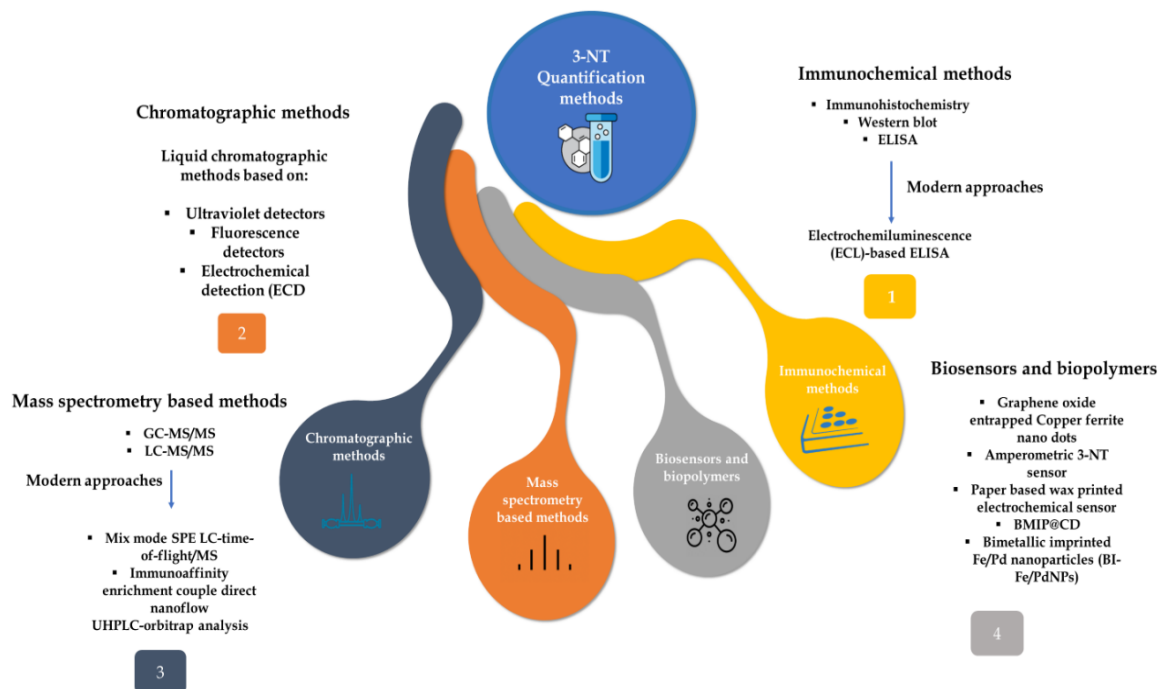 3-NT
Quantification
methods
Immunochemical methods
▪ Immunohistochemistry
▪ Western blot
▪ ELISA
Modern approaches
Electrochemiluminescence
(ECL)-based ELISA
1
Chromatographic methods
Liquid chromatographic
methods based on:
▪ Ultraviolet detectors
▪ Fluorescence
detectors
▪ Electrochemical
detection (ECD
2
Mass spectrometry based methods
▪ GC-MS/MS
▪ LC-MS/MS
Modern approaches
▪ Mix mode SPE LC-time-
of-flight/MS
▪ Immunoaffinity
enrichment couple direct
nanoflow
UHPLC-orbitrap analysis
3
Biosensors and biopolymers
▪ Graphene oxide
entrapped Copper ferrite
nano dots
▪ Amperometric 3-NT
sensor
▪ Paper based wax printed
electrochemical sensor
▪ BMIP@CD
▪ Bimetallic imprinted
Fe/Pd nanoparticles (BI-
Fe/PdNPs)
4
Chromatographic
methods
Mass
spectrometry
based methods
Biosensors and
biopolymers
Immunochemical
methods